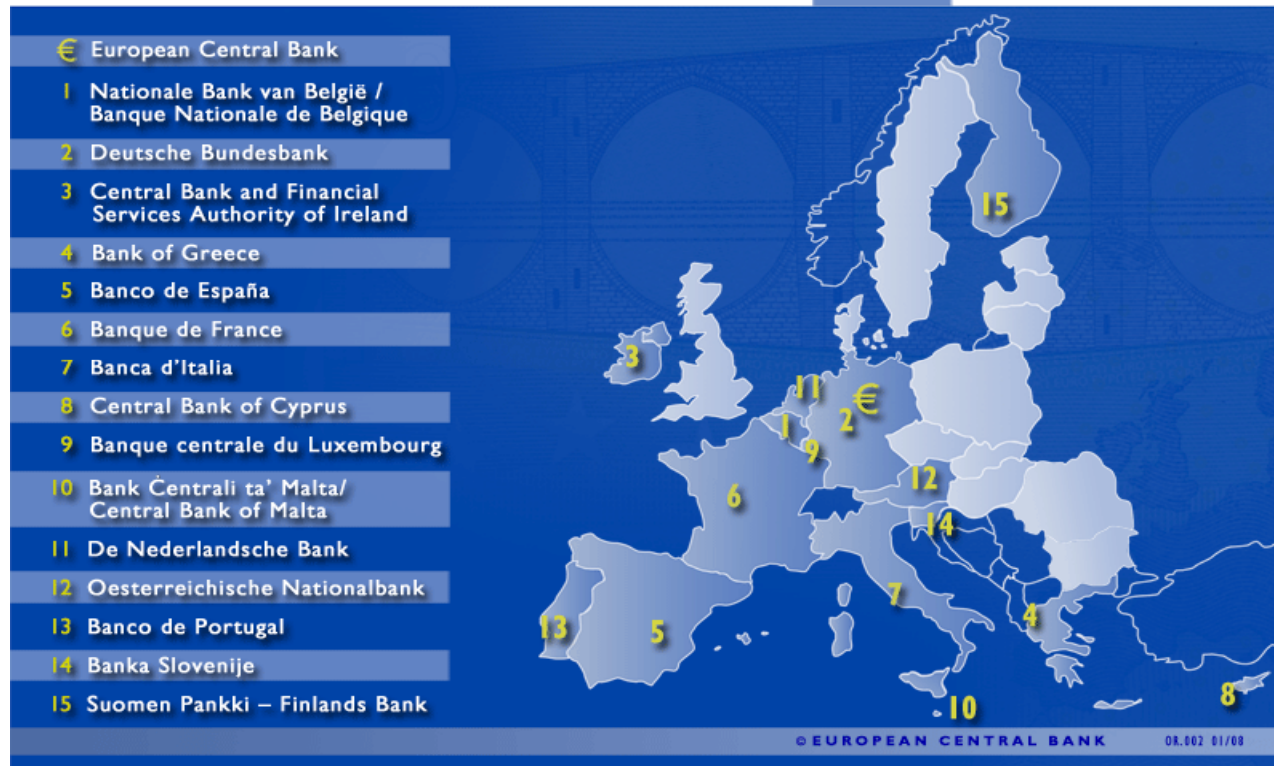 € European Central Bank
1 Nationale Bank van België /
Banque Nationale de Belgique
2 Deutsche Bundesbank
3 Central Bank and Financial
Services Authority of Ireland
4 Bank of Greece
5 Banco de España
6 Banque de France
7 Banca d'Italia
8 Central Bank of Cyprus
9 Banque centrale du Luxembourg
10 Bank Ċentrali ta' Malta/
Central Bank of Malta
11 De Nederlandsche Bank
12 Oesterreichische Nationalbank
13 Banco de Portugal
14 Banka Slovenije
15 Suomen Pankki – Finlands Bank
15
3
11
€
2
1
9
12
6
14
7
13
5
4
8
10
© EUROPEAN CENTRAL BANK OR.002 01/08